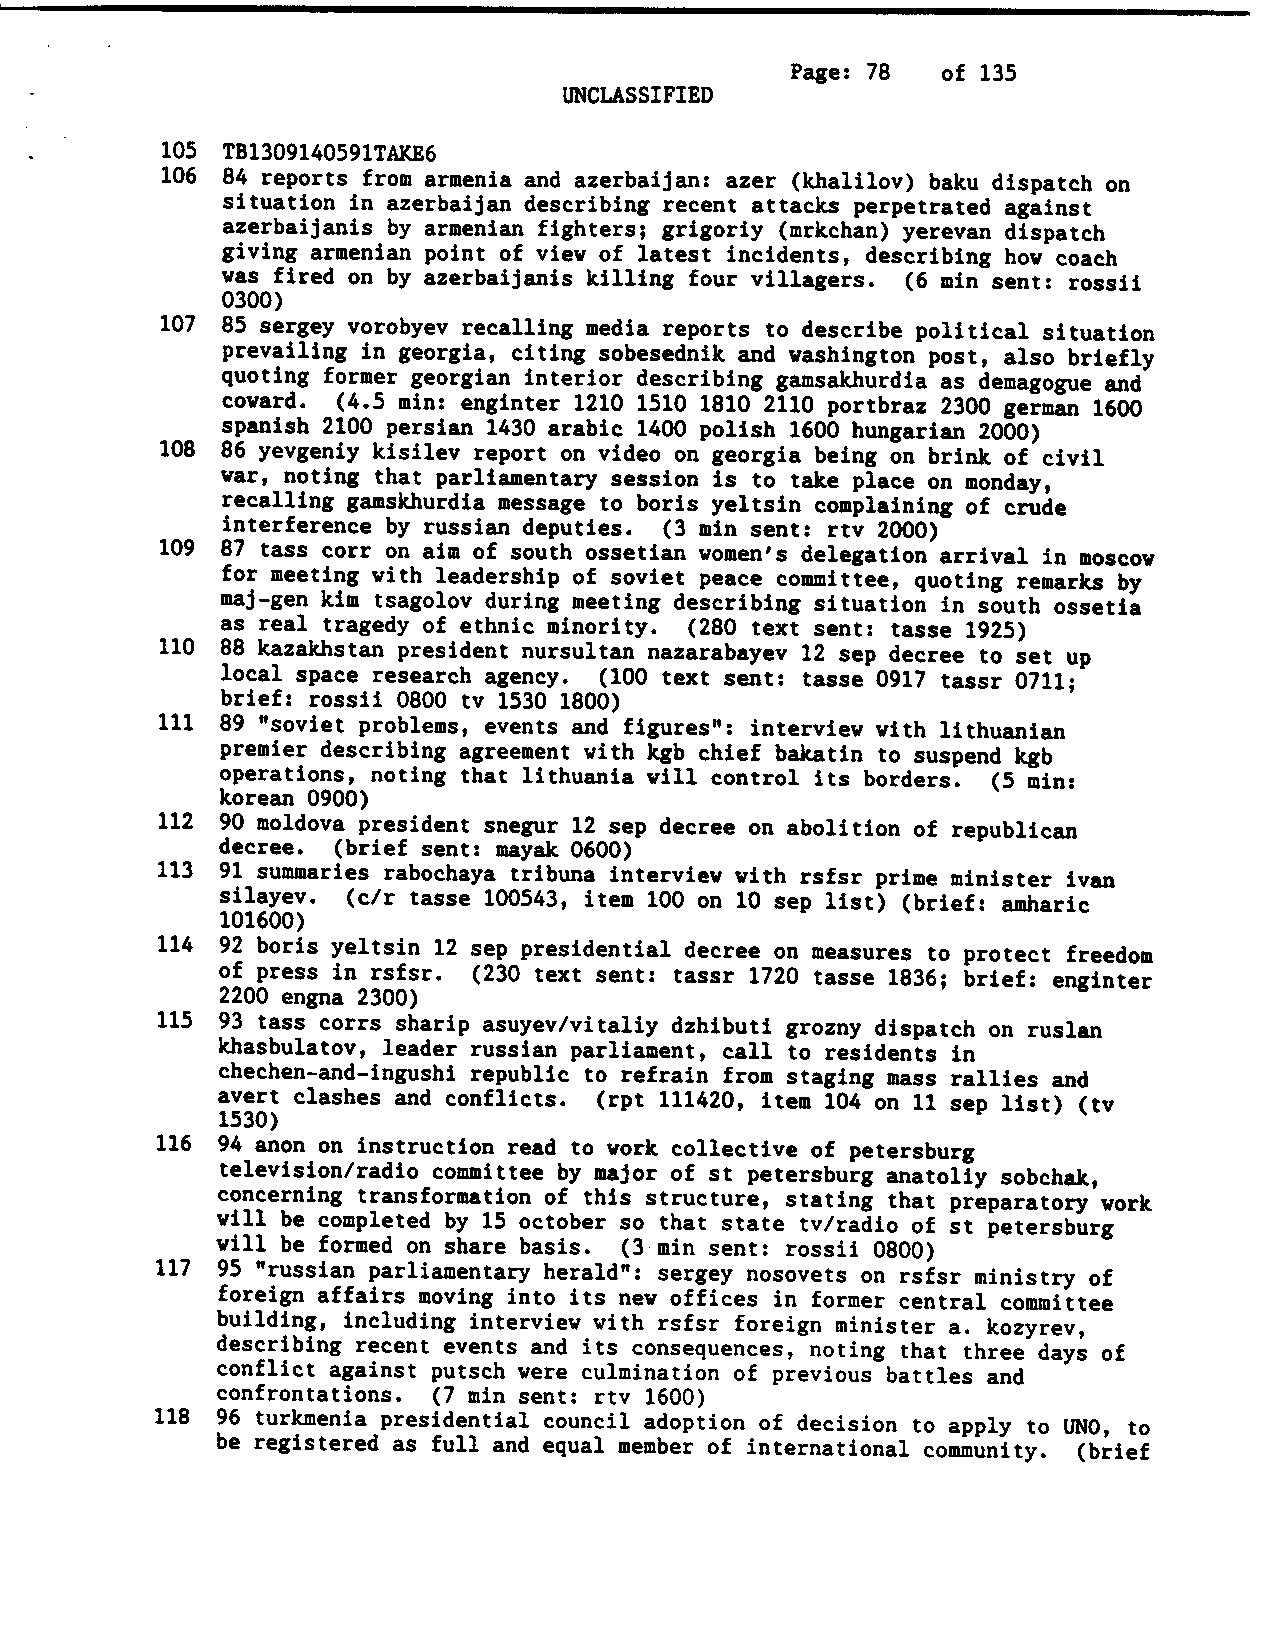 Page: 78 of 135
UNCLASSIFIED
105 TB1309140591TAKE6
106 84 reports from armenia and azerbaijan: azer (khalilov) baku dispatch on
situation in azerbaijan describing recent attacks perpetrated against
azerbaijanis by armenian fighters; grigoriy (mrkchan) yerevan dispatch
giving armenian point of view of latest incidents, describing how coach
was fired on by azerbaijanis killing four villagers. (6 min sent: rossii
0300)
107 85 sergey vorobyev recalling media reports to describe political situation
prevailing in georgia, citing sobesednik and washington post, also briefly
quoting former georgian interior describing gamsakhurdia as demagogue and
coward. (4.5 min: enginter 1210 1510 1810 2110 portbraz 2300 german 1600
spanish 2100 persian 1430 arabic 1400 polish 1600 hungarian 2000)
108 86 yevgeniy kisilev report on video on georgia being on brink of civil
war, noting that parliamentary session is to take place on monday,
recalling gamskhurdia message to boris yeltsin complaining of crude
interference by russian deputies. (3 min sent: rtv 2000)
109 87 tass corr on aim of south ossetian women's delegation arrival in moscow
for meeting with leadership of soviet peace committee, quoting remarks by
maj-gen kim tsagolov during meeting describing situation in south ossetia
as real tragedy of ethnic minority. (280 text sent: tasse 1925)
110 88 kazakhstan president nursultan nazarabayev 12 sep decree to set up
local space research agency. (100 text sent: tasse 0917 tassr 0711;
brief: rossii 0800 tv 1530 1800)
111 89 "soviet problems, events and figures": interview with lithuanian
premier describing agreement with kgb chief bakatin to suspend kgb
operations, noting that lithuania will control its borders. (5 min:
korean 0900)
112 90 moldova president snegur 12 sep decree on abolition of republican
decree. (brief sent: mayak 0600)
113 91 summaries rabochaya tribuna interview with rsfsr prime minister ivan
silayev. (c/r tasse 100543, item 100 on 10 sep list) (brief: amharic
101600)
114 92 boris yeltsin 12 sep presidential decree on measures to protect freedom
of press in rsfsr. (230 text sent: tassr 1720 tasse 1836; brief: enginter
2200 engna 2300)
115 93 tass corrs sharip asuyev/vitaliy dzhibuti grozny dispatch on ruslan
khasbulatov, leader russian parliament, call to residents in
chechen-and-ingushi republic to refrain from staging mass rallies and
avert clashes and conflicts. (rpt 111420, item 104 on 11 sep list) (tv
1530)
116 94 anon on instruction read to work collective of petersburg
television/radio committee by major of st petersburg anatoliy sobchak,
concerning transformation of this structure, stating that preparatory work
will be completed by 15 october so that state tv/radio of st petersburg
will be formed on share basis. (3 min sent: rossii 0800)
117 95 "russian parliamentary herald": sergey nosovets on rsfsr ministry of
foreign affairs moving into its new offices in former central committee
building, including interview with rsfsr foreign minister a. kozyrev,
describing recent events and its consequences, noting that three days of
conflict against putsch were culmination of previous battles and
confrontations. (7 min sent: rtv 1600)
118 96 turkmenia presidential council adoption of decision to apply to UNO, to
be registered as full and equal member of international community. (brief